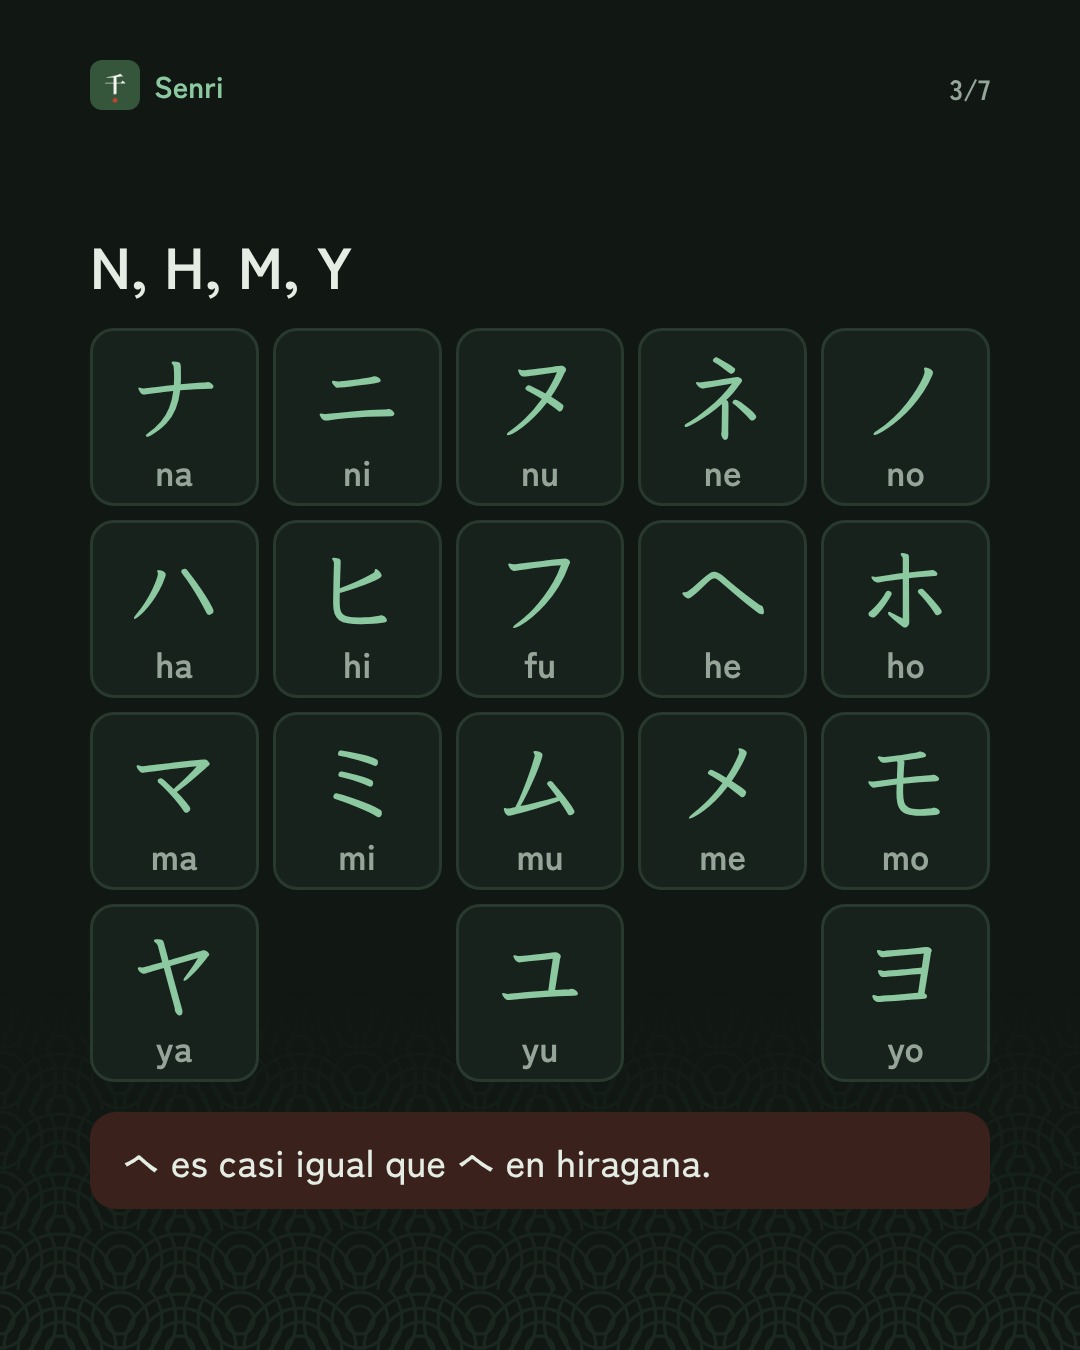 千 Senri
3/7
N, H, M, Y
ナ ニ ヌ ネ ノ
na ni nu ne no
ハ ヒ フ ヘ ホ
ha hi fu he ho
マ ミ ム メ モ
ma mi mu me mo
ヤ ユ ヨ
ya yu yo
ヘ es casi igual que へ en hiragana.